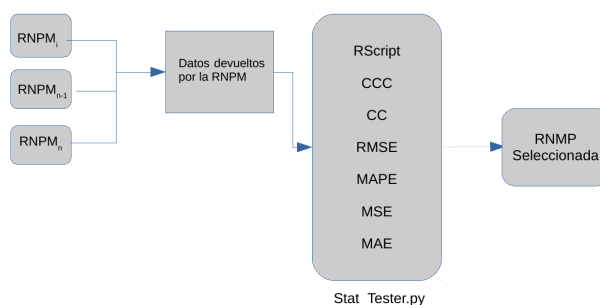 RNPMi
RNPMn-1
RNPMn
Datos devueltos
por la RNPM
RScript
CCC
CC
RMSE
MAPE
MSE
MAE
Stat_Tester.py
RNMP
Seleccionada